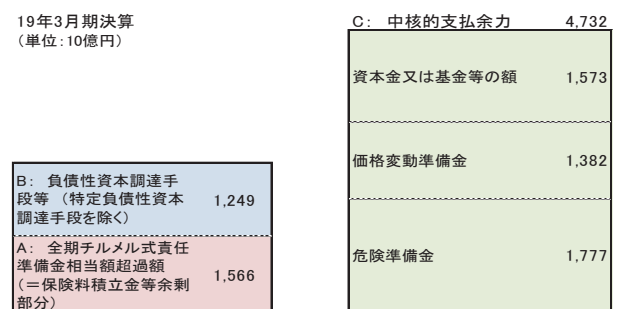 19年3月期決算
（単位：10億円）
C： 中核的支払余力 4,732
資本金又は基金等の額 1,573
価格変動準備金 1,382
危険準備金 1,777
B： 負債性資本調達手
段等 （特定負債性資本 1,249
調達手段を除く）
A： 全期チルメル式責任
準備金相当額超過額 1,566
（＝保険料積立金等余剰
部分）